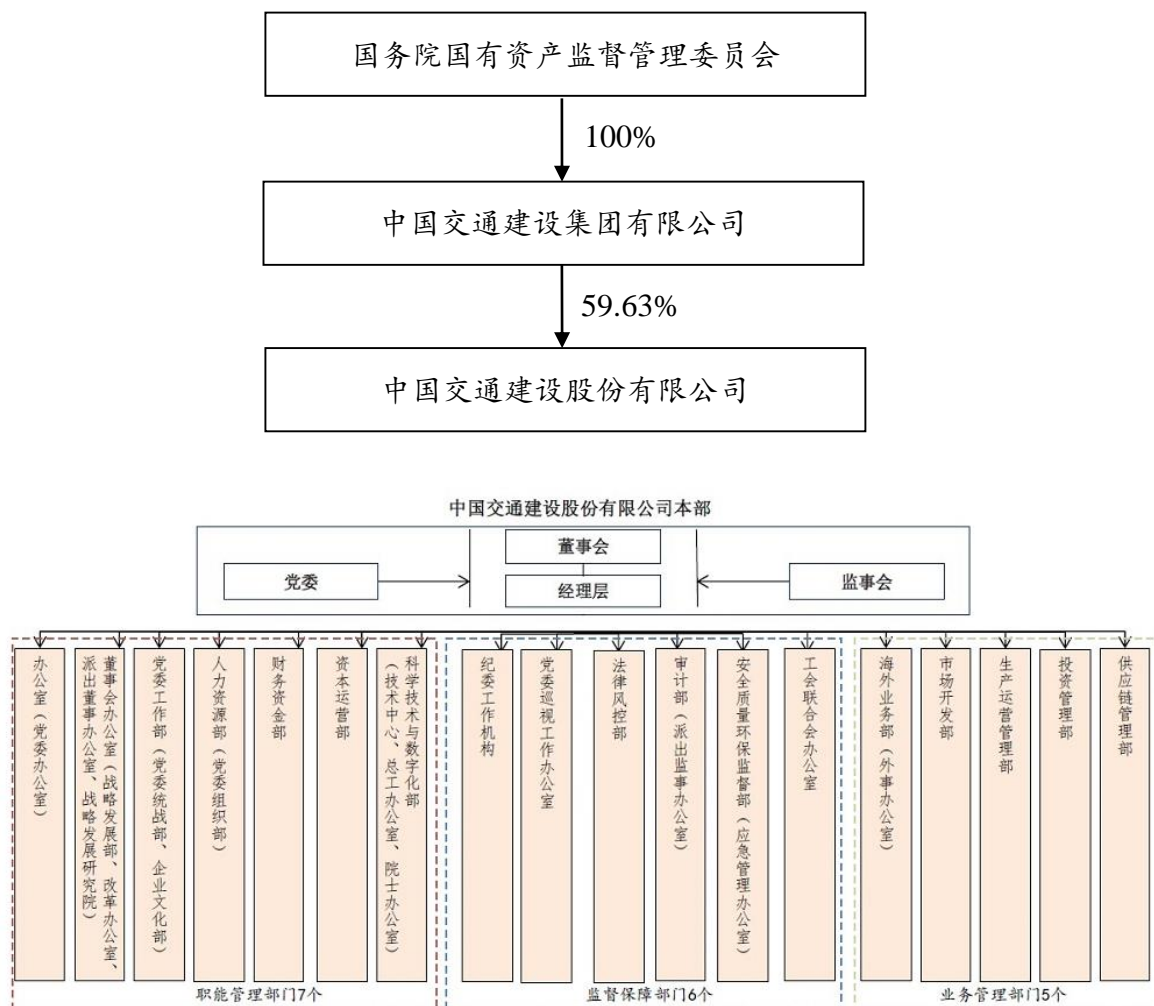 国务院国有资产监督管理委员会
100%
中国交通建设集团有限公司
59.63%
中国交通建设股份有限公司
中国交通建设股份有限公司本部
董事会
党委
经理层
监事会
办公室（党委办公室）
董事会办公室（战略发展部、改革办公室、
派出董事办公室、战略发展研究院）
党委工作部（党委统战部、企业文化部）
人力资源部（党委组织部）
财务资金部
资本运营部
科学技术与数字化部
（技术中心、总工办公室、院士办公室）
纪委工作机构
党委巡视工作办公室
法律风控部
审计部（派出监事办公室）
安全质量环保监督部（应急管理办公室）
工会联合会办公室
海外业务部（外事办公室）
市场开发部
生产运营管理部
投资管理部
供应链管理部
职能管理部门7个
监督保障部门6个
业务管理部门5个